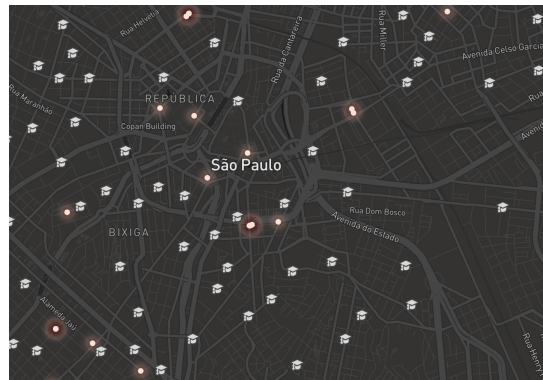 Rua Helvetia
Rua da Cantareira
Rua Miller
Avenida Celso Garcia
Rua Maranhão
REPÚBLICA
Copan Building
São Paulo
Rua Dom Bosco
Avenida do Estado
BIXIGA
Alameda Jaú
Rua Henry